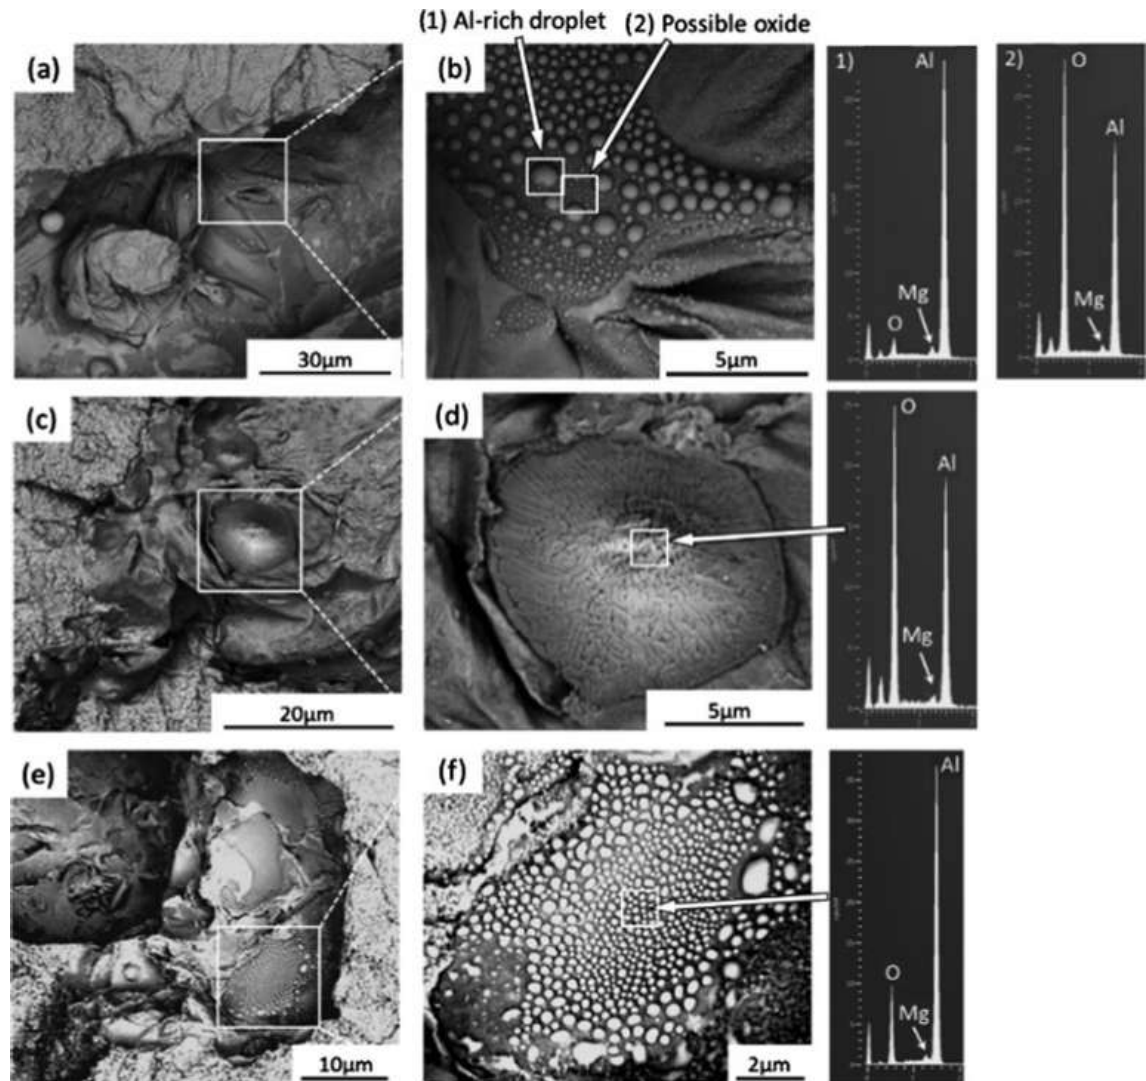 (1) Al-rich droplet
(2) Possible oxide
(a)
30μm
(b)
5μm
1)
Al
Mg
O
2)
O
Al
Mg
(c)
20μm
(d)
5μm
O
Al
Mg
(e)
10μm
(f)
2μm
Al
O
Mg